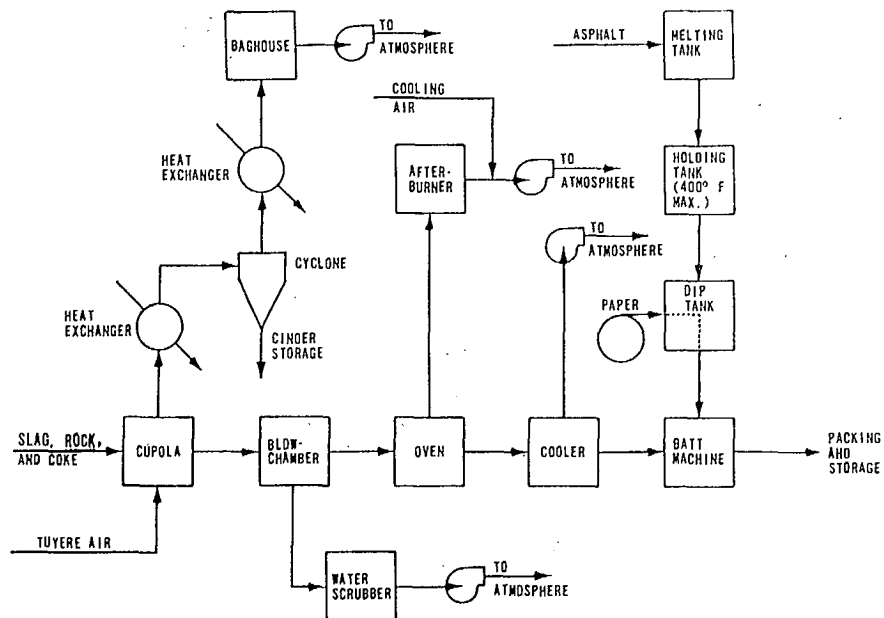 BAGHOUSE
TO
ATMOSPHERE
ASPHALT
MELTING
TANK
COOLING
AIR
HEAT
EXCHANGER
AFTER-
BURNER
TO
ATMOSPHERE
HOLDING
TANK
(400° F
MAX.)
CYCLONE
TO
ATMOSPHERE
HEAT
EXCHANGER
CINDER
STORAGE
PAPER
DIP
TANK
SLAG, ROCK,
AND COKE
CUPOLA
BLOW-
CHAMBER
OVEN
COOLER
BATT
MACHINE
PACKING
AND
STORAGE
TUYERE AIR
WATER
SCRUBBER
TO
ATMOSPHERE